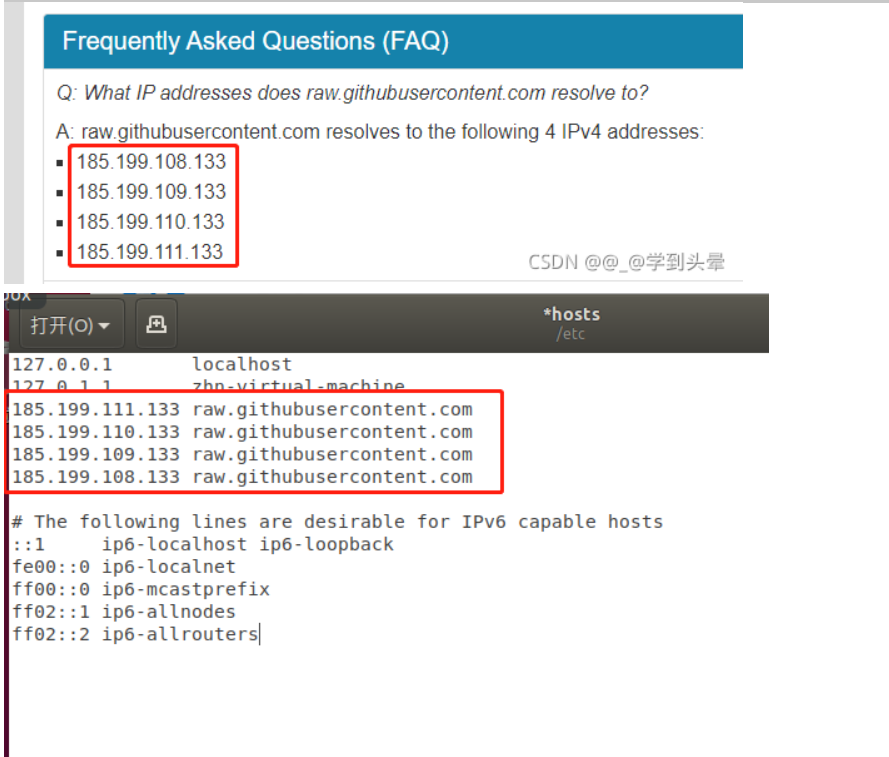 Frequently Asked Questions (FAQ)
Q: What IP addresses does raw.githubusercontent.com resolve to?
A: raw.githubusercontent.com resolves to the following 4 IPv4 addresses:
▪ 185.199.108.133
▪ 185.199.109.133
▪ 185.199.110.133
▪ 185.199.111.133
CSDN @@_@学到头晕
打开(O)
*hosts
/etc
127.0.0.1 localhost
127.0.1.1 zhn-virtual-machine
185.199.111.133 raw.githubusercontent.com
185.199.110.133 raw.githubusercontent.com
185.199.109.133 raw.githubusercontent.com
185.199.108.133 raw.githubusercontent.com
# The following lines are desirable for IPv6 capable hosts
::1 ip6-localhost ip6-loopback
fe00::0 ip6-localnet
ff00::0 ip6-mcastprefix
ff02::1 ip6-allnodes
ff02::2 ip6-allrouters